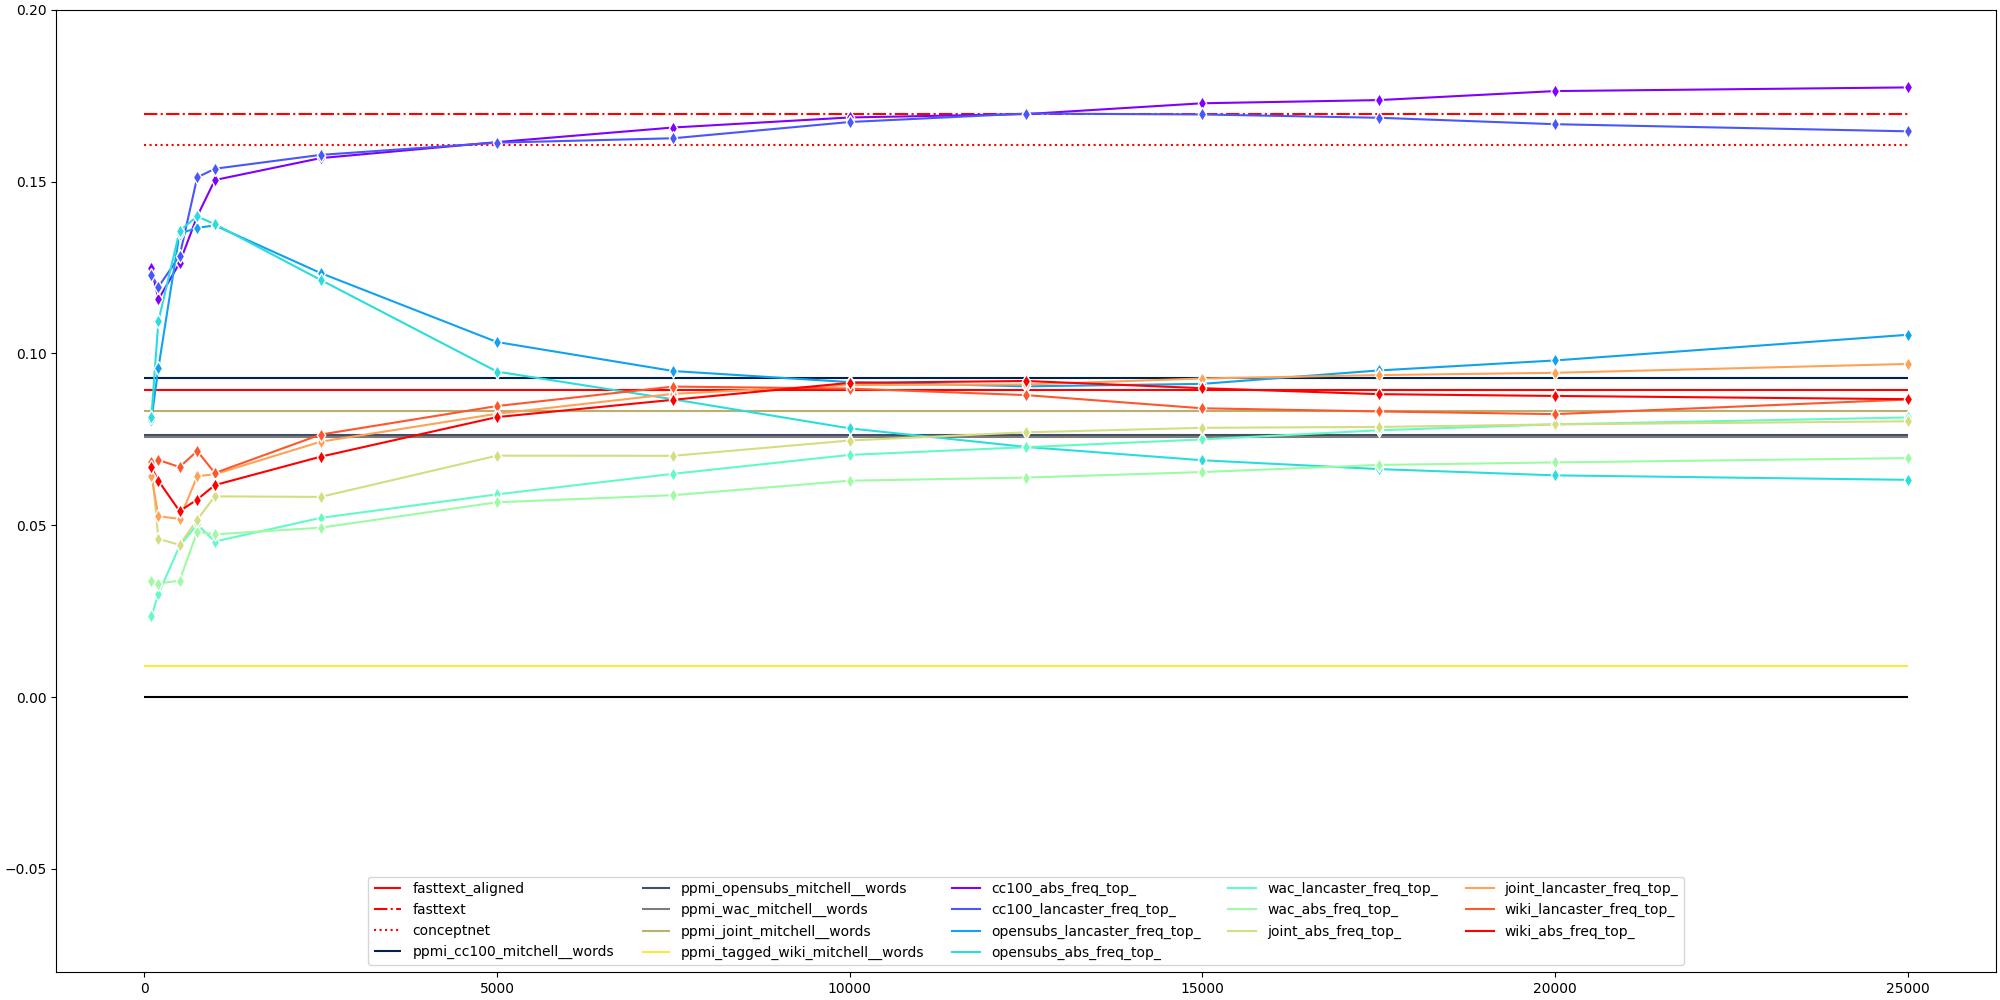 0.20
0.15
0.10
0.05
0.00
−0.05
fasttext_aligned
fasttext
conceptnet
ppmi_cc100_mitchell__words
ppmi_opensubs_mitchell__words
ppmi_wac_mitchell__words
ppmi_joint_mitchell__words
ppmi_tagged_wiki_mitchell__words
cc100_abs_freq_top_
cc100_lancaster_freq_top_
opensubs_lancaster_freq_top_
opensubs_abs_freq_top_
wac_lancaster_freq_top_
wac_abs_freq_top_
joint_abs_freq_top_
joint_lancaster_freq_top_
wiki_lancaster_freq_top_
wiki_abs_freq_top_
0 5000 10000 15000 20000 25000